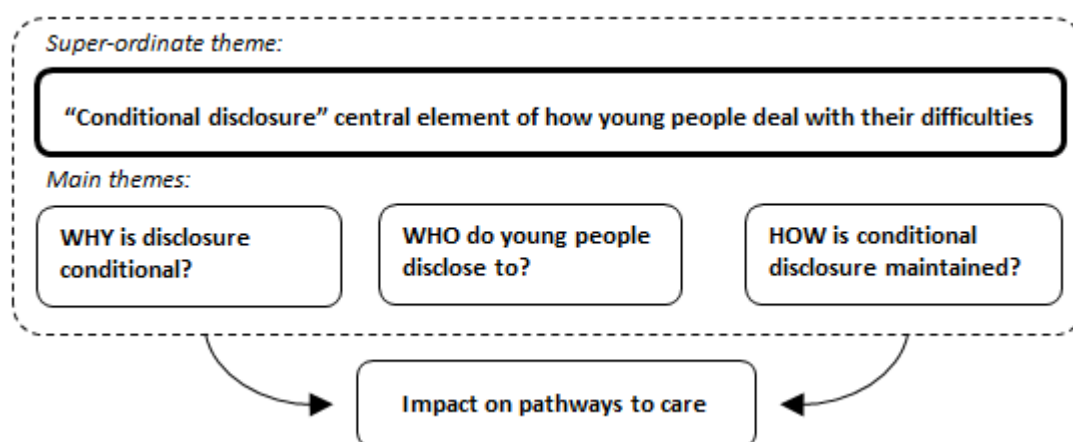 Super-ordinate theme:
“Conditional disclosure” central element of how young people deal with their difficulties
Main themes:
WHY is disclosure
conditional?
WHO do young people
disclose to?
HOW is conditional
disclosure maintained?
Impact on pathways to care